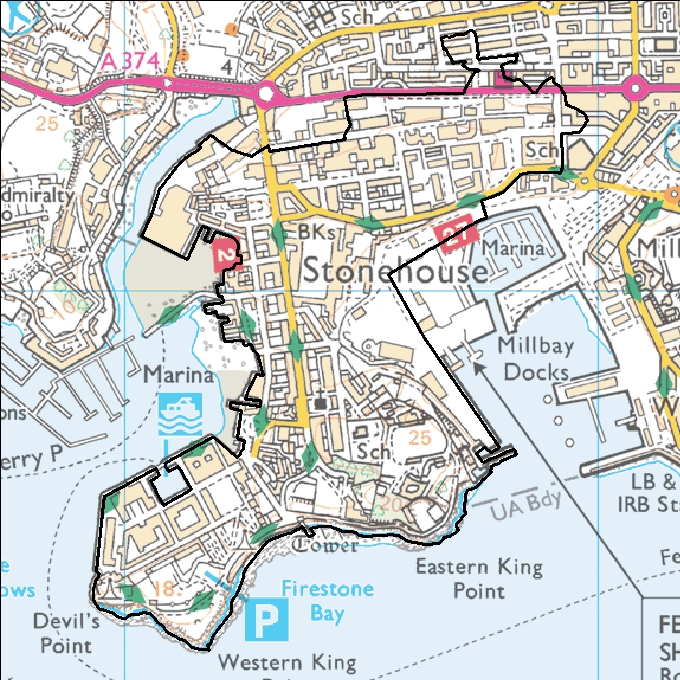 Sch
A 374
4
25
dmiralty
Sch
BKs
2
27
Marina
Mill
Stonehouse
Millbay
Docks
Marina
ons
25
Sch
erry P
LB &
IRB St
20
UA Bdy
Tower
Fe
e
ows
18
Firestone
Bay
Eastern King
Point
Devil's
Point
P
FE
SH
Western King